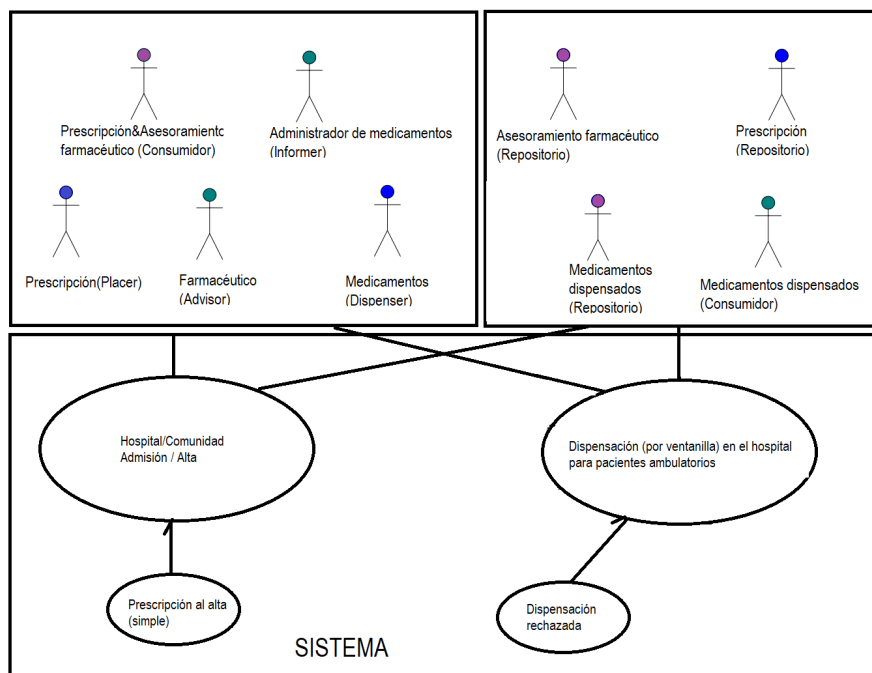 Prescripción&Asesoramiento
farmacéutico (Consumidor)
Administrador de medicamentos
(Informer)
Prescripción(Placer)
Farmacéutico
(Advisor)
Medicamentos
(Dispenser)
Asesoramiento farmacéutico
(Repositorio)
Prescripción
(Repositorio)
Medicamentos
dispensados
(Repositorio)
Medicamentos dispensados
(Consumidor)
Hospital/Comunidad
Admisión / Alta
Dispensación (por ventanilla) en el hospital
para pacientes ambulatorios
Prescripción al alta
(simple)
Dispensación
rechazada
SISTEMA